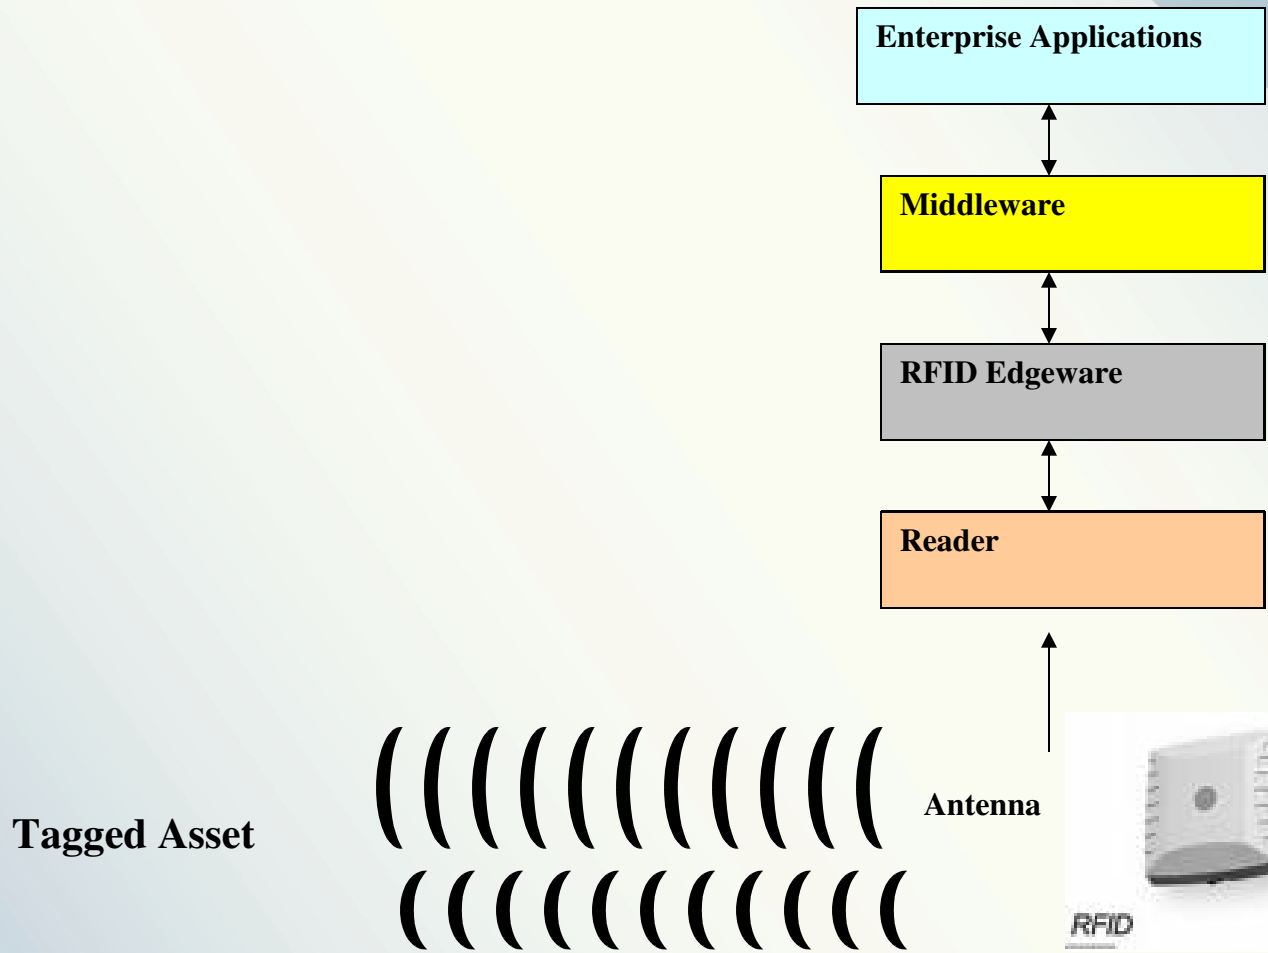 Enterprise Applications
Middleware
RFID Edgeware
Reader
Antenna
Tagged Asset
RFID